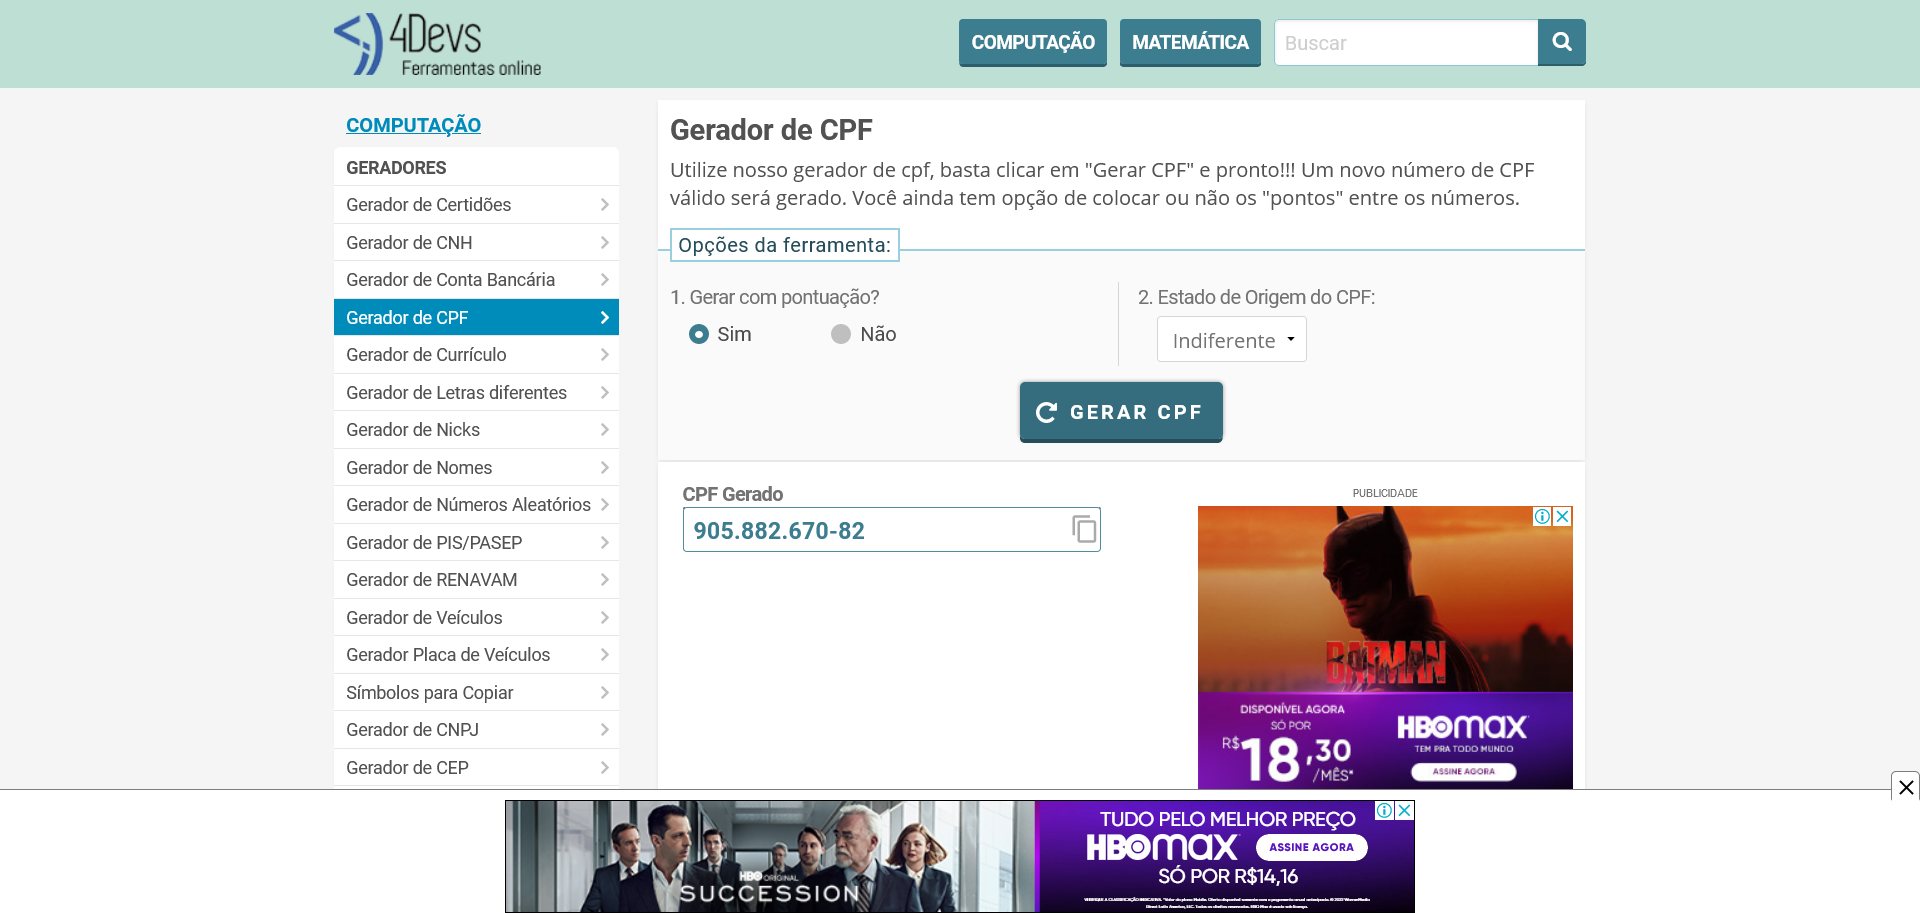 4Devs
Ferramentas online
COMPUTAÇÃO
MATEMÁTICA
Buscar
COMPUTAÇÃO
GERADORES
Gerador de Certidões
Gerador de CNH
Gerador de Conta Bancária
Gerador de CPF
Gerador de Currículo
Gerador de Letras diferentes
Gerador de Nicks
Gerador de Nomes
Gerador de Números Aleatórios
Gerador de PIS/PASEP
Gerador de RENAVAM
Gerador de Veículos
Gerador Placa de Veículos
Símbolos para Copiar
Gerador de CNPJ
Gerador de CEP
Gerador de CPF
Utilize nosso gerador de cpf, basta clicar em "Gerar CPF" e pronto!!! Um novo número de CPF
válido será gerado. Você ainda tem opção de colocar ou não os "pontos" entre os números.
Opções da ferramenta:
1. Gerar com pontuação?
Sim
Não
2. Estado de Origem do CPF:
Indiferente
GERAR CPF
CPF Gerado
905.882.670-82
PUBLICIDADE
BATMAN
DISPONÍVEL AGORA
SÓ POR
R$18,30
/MÊS*
HBOMAX
TEM PRA TODO MUNDO
ASSINE AGORA
HBO ORIGINAL
SUCCESSION
TUDO PELO MELHOR PREÇO
HBOMAX
ASSINE AGORA
SÓ POR R$14,16